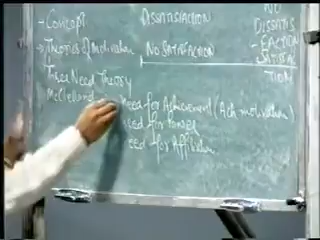 - Concept
- Theories of Motivation
Three Need Theory
McClelland
need for Achievement (Ach motivation)
need for Power
need for Affiliation
DISSATISFACTION
NO SATISFACTION
NO
DISSATIS
- FACTION
SATISFAC
TION